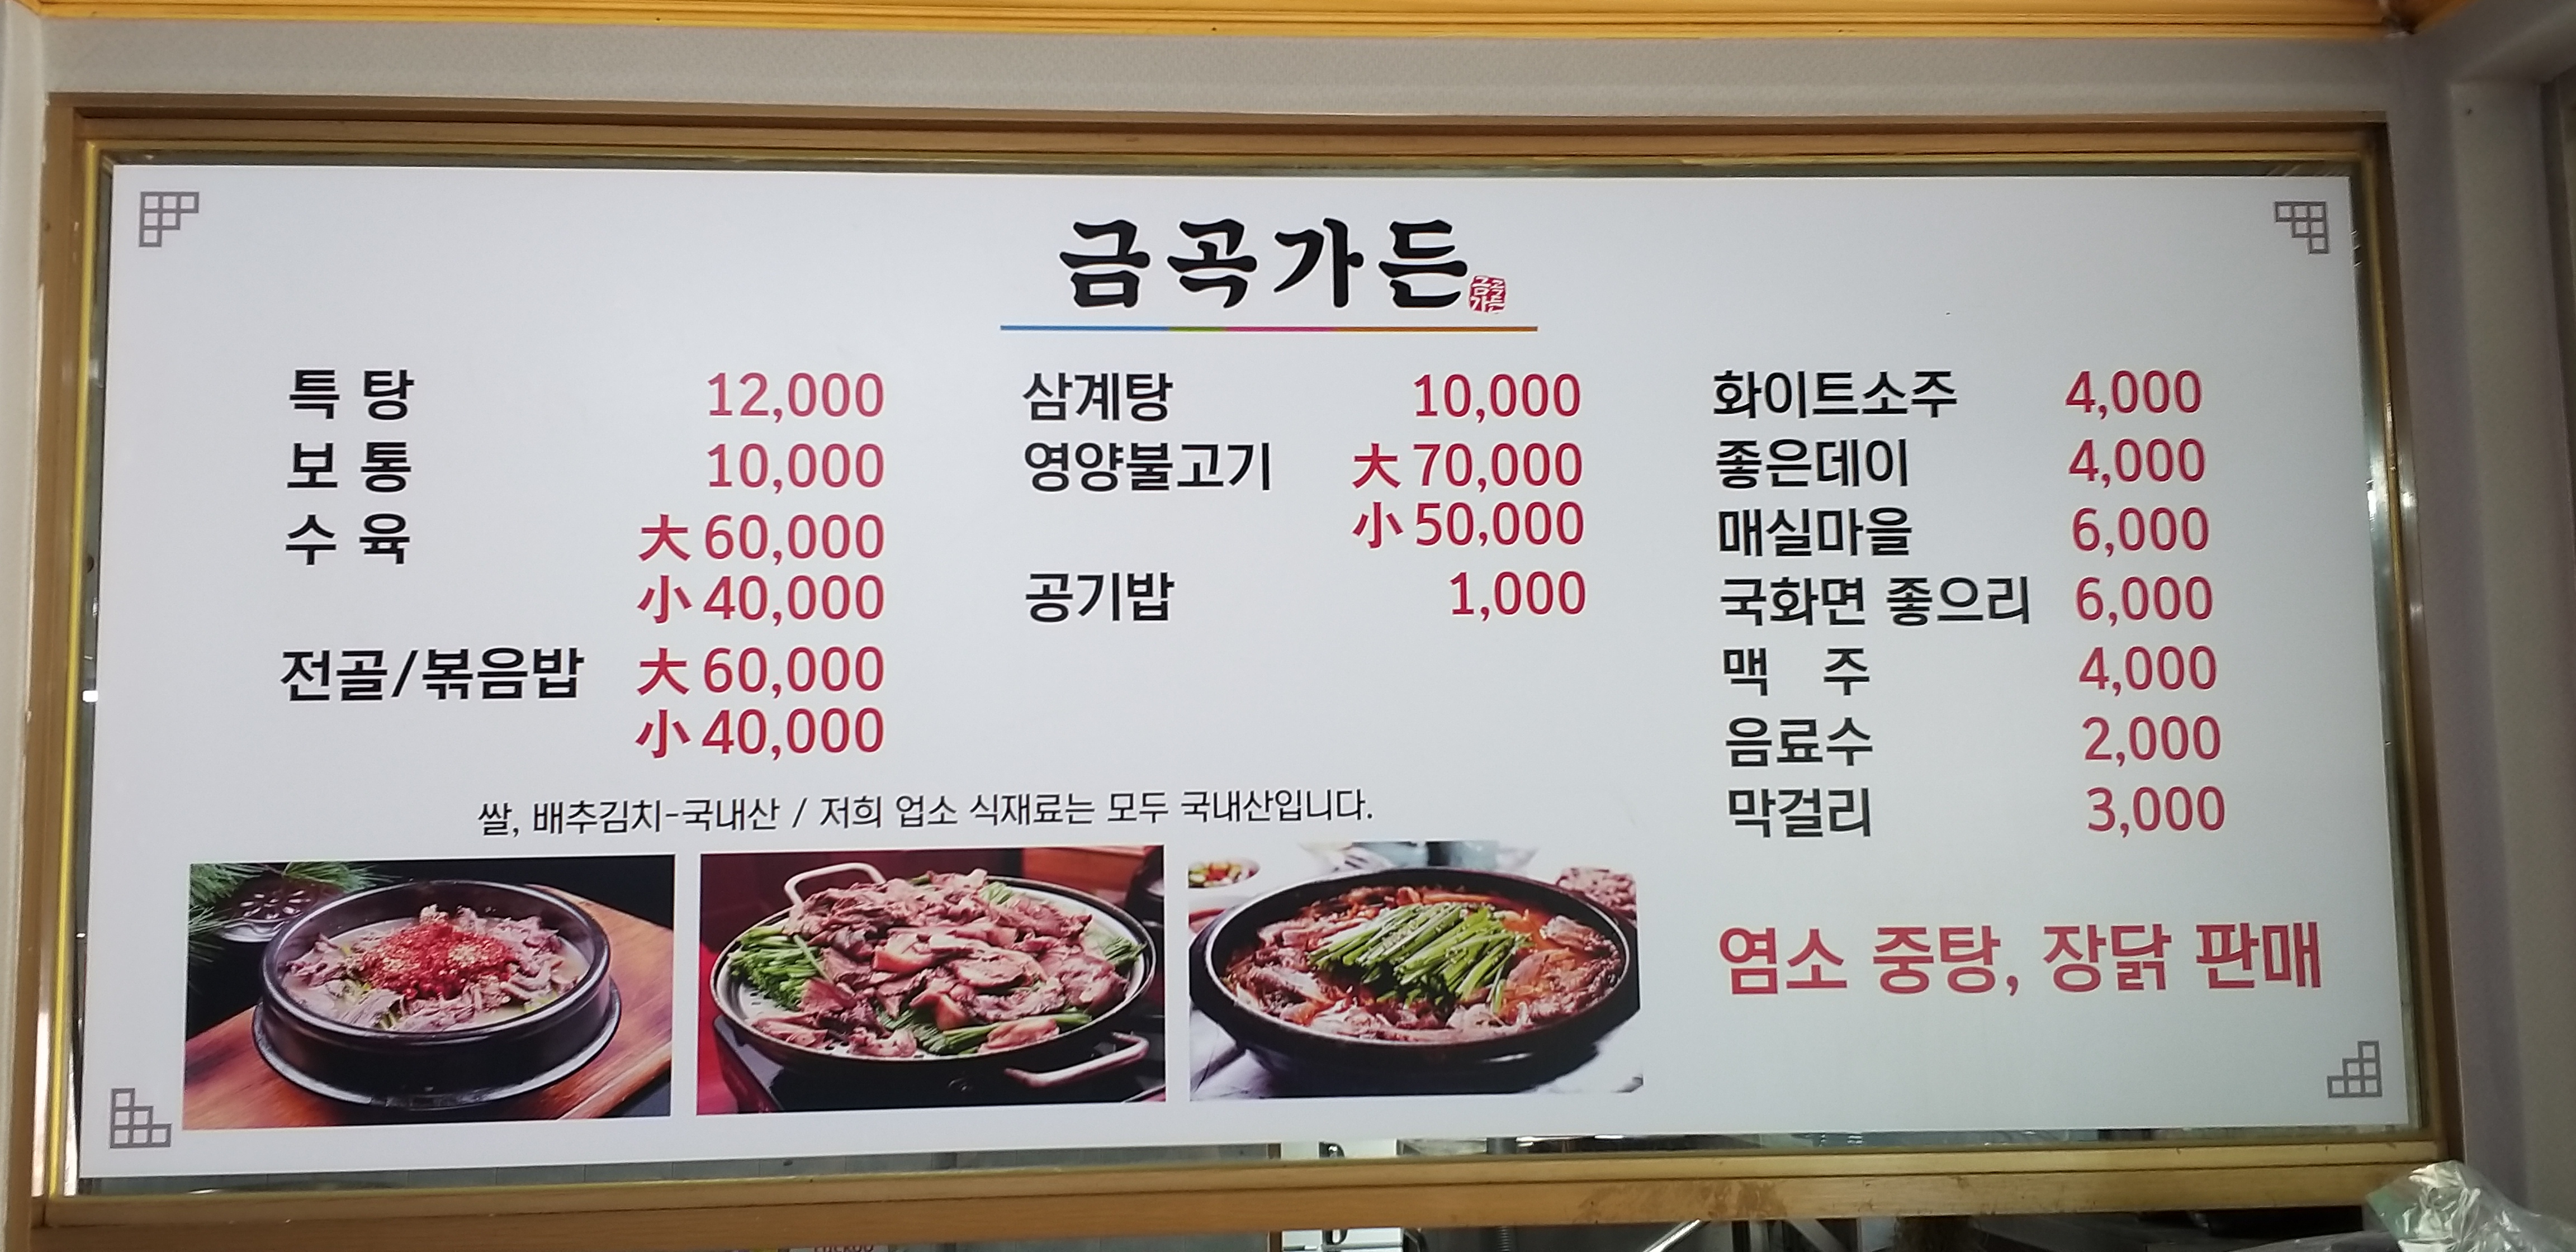 금곡가든
금곡
가든
특 탕 12,000
보 통 10,000
수 육 大 60,000
小 40,000
전골/볶음밥 大 60,000
小 40,000
삼계탕 10,000
영양불고기 大 70,000
小 50,000
공기밥 1,000
화이트소주 4,000
좋은데이 4,000
매실마을 6,000
국화면 좋으리 6,000
맥 주 4,000
음료수 2,000
막걸리 3,000
쌀, 배추김치-국내산 / 저희 업소 식재료는 모두 국내산입니다.
염소 중탕, 장닭 판매